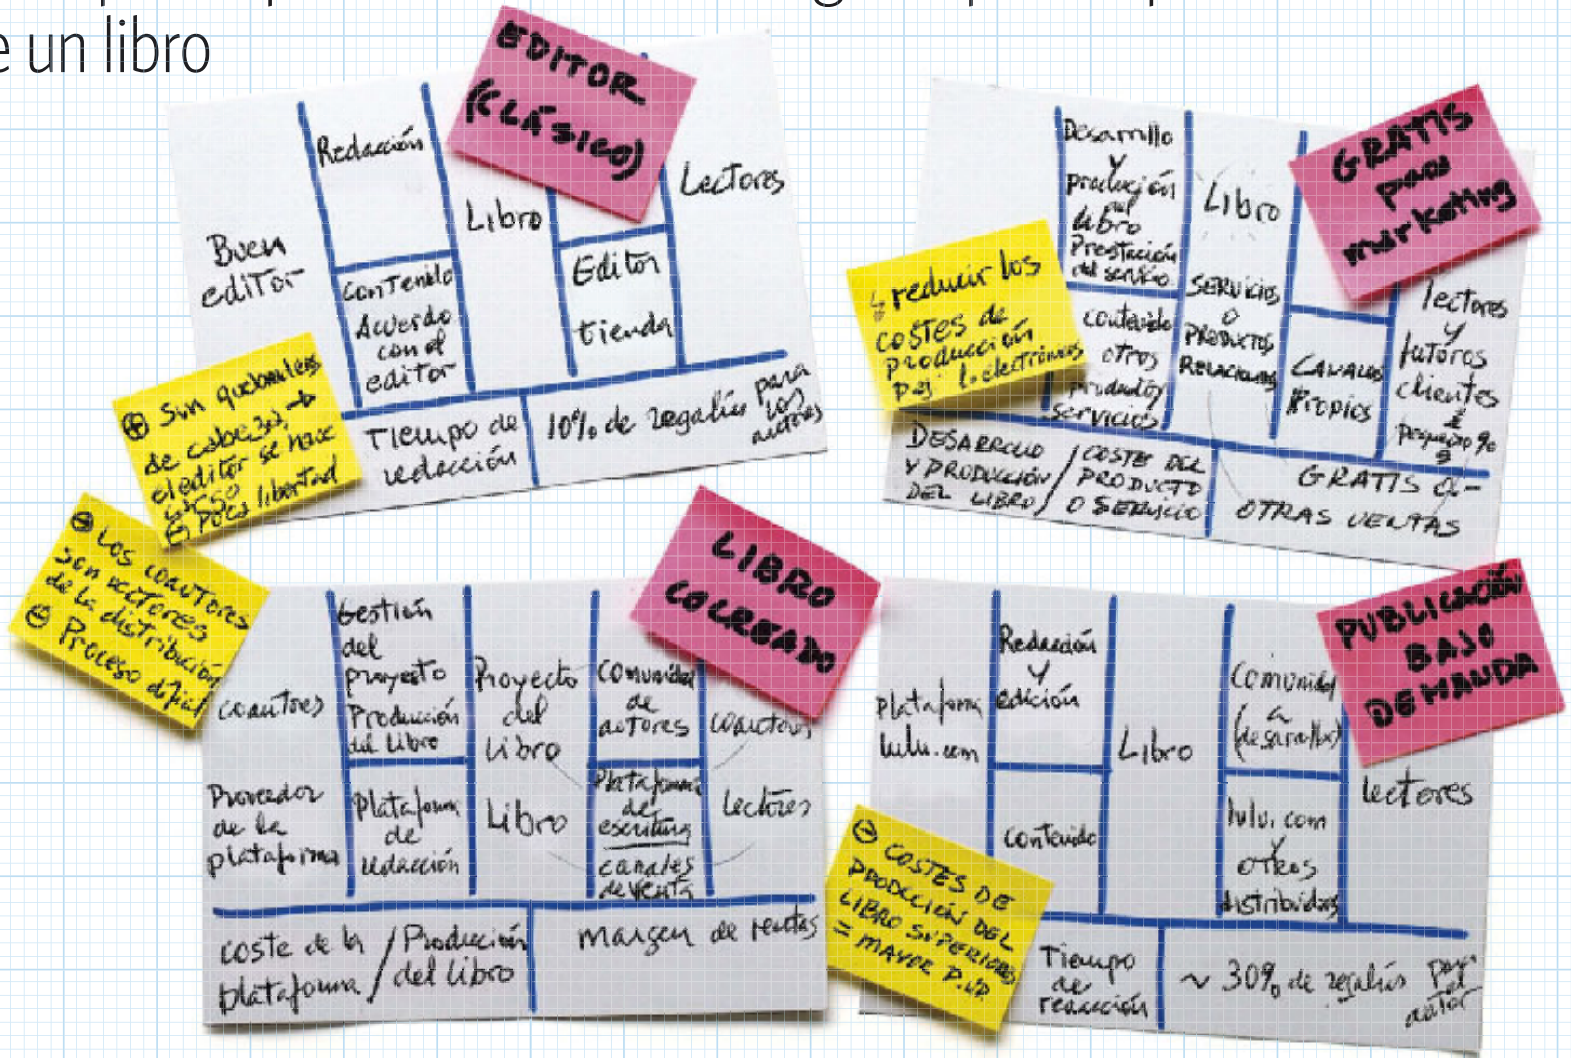 e un libro
EDITOR
(CLÁSICO)
Buen
editor
Redacción
Contenido
Acuerdo
con el
editor
Libro
Editor
tienda
Lectores
Tiempo de
redacción
10% de regalías para
los
autores
⊕ Sin quebraderos
de cabeza →
el editor se hace
⊖ Poca libertad
GRATIS
para
marketing
Desarrollo
y
producción
del
libro
Prestación
del servicio
contenido
otros
productos
servicios
Libro
SERVICIOS
O
PRODUCTOS
RELACIONADOS
CANALES
Propios
lectores
y
futuros
clientes
pequeño %
↳ reducir los
costes de
producción
p.ej. l. electrónicos
DESARROLLO
Y PRODUCCIÓN
DEL LIBRO /
COSTE DEL
PRODUCTO
O SERVICIO
GRATIS
OTRAS VENTAS
LIBRO
COCREADO
⊖ Los coautores
son vectores
de la distribución
⊖ Proceso difícil
coautores
Proveedor
de la
plataforma
Gestión
del
proyecto
Producción
del Libro
Plataforma
de
redacción
Proyecto
del
Libro
Libro
Comunidad
de
autores
Plataforma
de
escritura
canales
de venta
coautores
Lectores
coste de la
plataforma /
Producción
del Libro
margen de ventas
PUBLICACIÓN
BAJO
DEMANDA
Plataforma
lulu.com
Redacción
y
edición
contenido
Libro
Comunidad
(a
desarrollar)
lulu.com
y
otros
distribuidores
lectores
⊖ COSTES DE
PRODUCCIÓN DEL
LIBRO SUPERIORES
= MAYOR P.V.P.
Tiempo
de
redacción
~ 30% de regalías para
el
autor